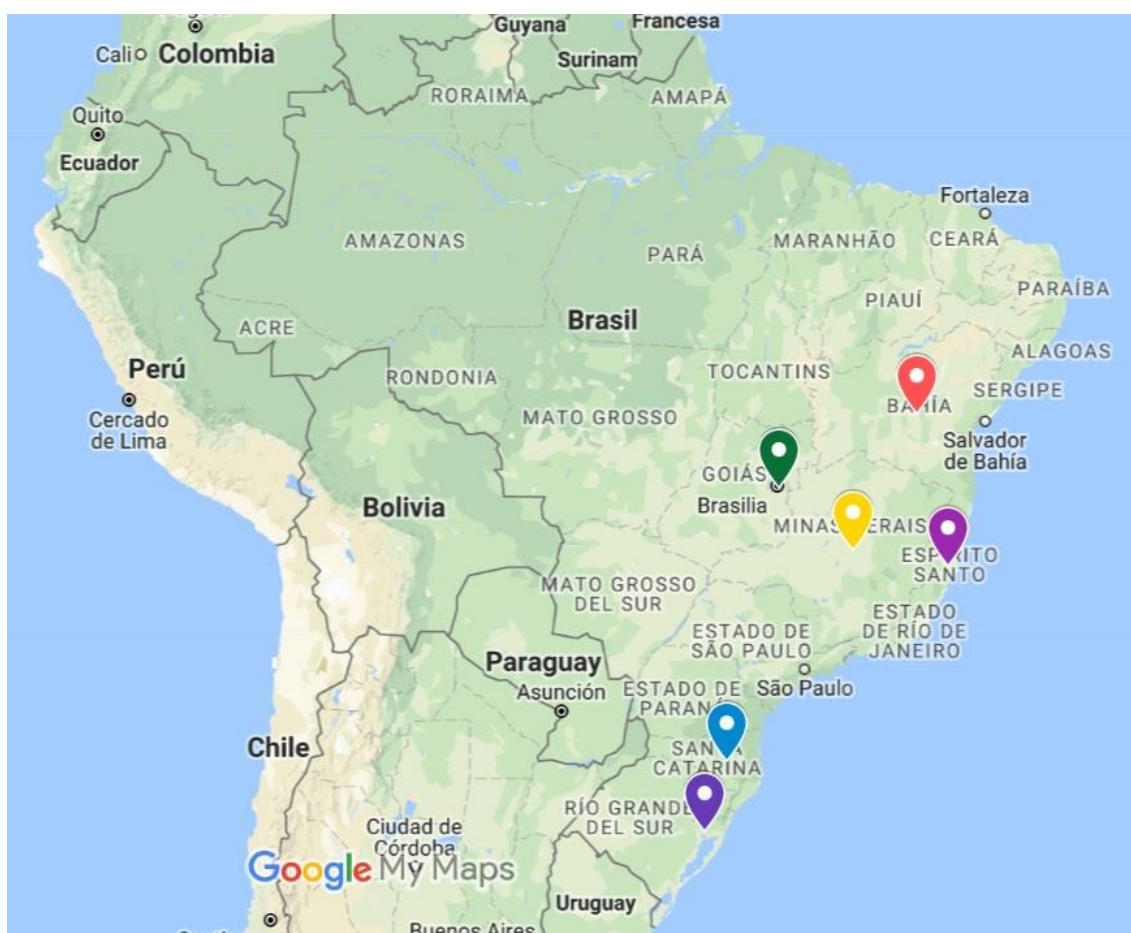 Guyana
Francesa
Cali
Colombia
Surinam
RORAIMA
AMAPÁ
Quito
Ecuador
Fortaleza
AMAZONAS
PARÁ
MARANHÃO
CEARÁ
PIAUÍ
PARAÍBA
Brasil
ACRE
Perú
RONDONIA
TOCANTINS
ALAGOAS
SERGIPE
Cercado
de Lima
MATO GROSSO
BAHÍA
Salvador
de Bahía
GOIÁS
Brasilia
Bolivia
MINAS GERAIS
ESPÍRITO
SANTO
MATO GROSSO
DEL SUR
ESTADO
DE RÍO DE
JANEIRO
ESTADO DE
SÃO PAULO
Paraguay
Asunción
ESTADO DE
PARANÁ
São Paulo
Chile
SANTA
CATARINA
RÍO GRANDE
DEL SUR
Ciudad de
Córdoba
Google My Maps
Uruguay
Buenos Aires